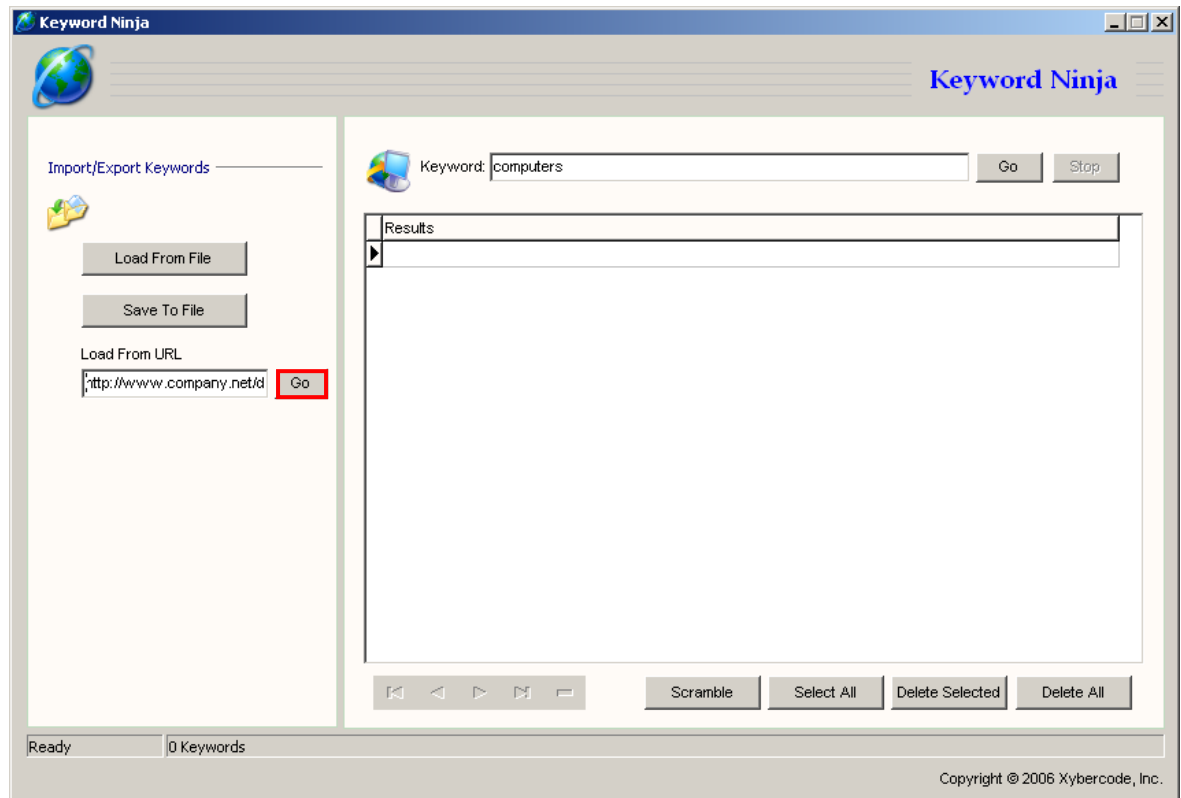 Keyword Ninja
Keyword Ninja
Import/Export Keywords
Load From File
Save To File
Load From URL
http://www.company.net/d Go
Keyword: computers Go Stop
Results
Scramble Select All Delete Selected Delete All
Ready 0 Keywords
Copyright © 2006 Xybercode, Inc.